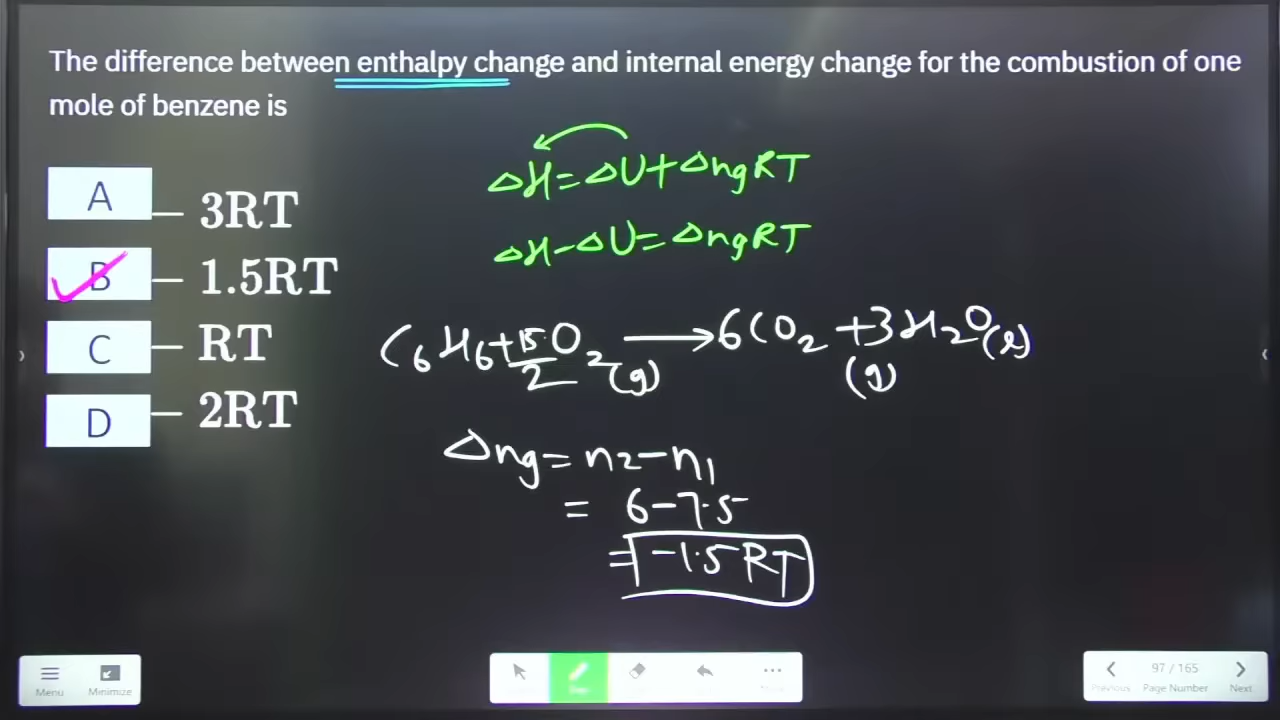 The difference between enthalpy change and internal energy change for the combustion of one
mole of benzene is
A – 3RT
B – 1.5RT
C – RT
D – 2RT
ΔH=ΔU+ΔngRT
ΔH-ΔU=ΔngRT
C6H6+15/2O2(g) → 6CO2(g)+3H2O(l)
Δng=n2-n1
= 6-7.5
=-1.5RT
Menu
Minimize
97 / 165
Previous Page Number Next